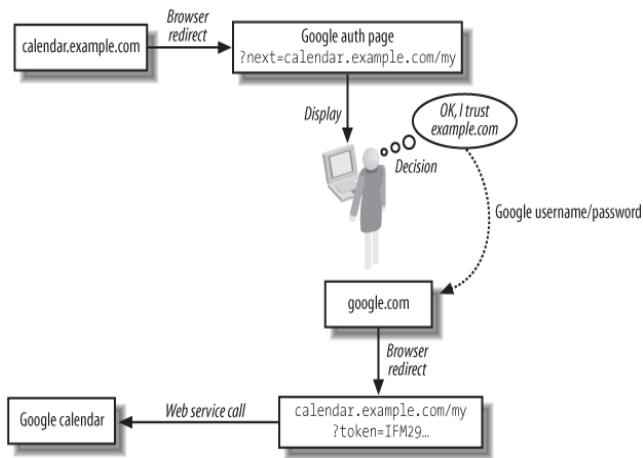 Browser
redirect
calendar.example.com
Google auth page
?next=calendar.example.com/my
Display
OK, I trust
example.com
Decision
Google username/password
google.com
Browser
redirect
Google calendar
Web service call
calendar.example.com/my
?token=IFM29…